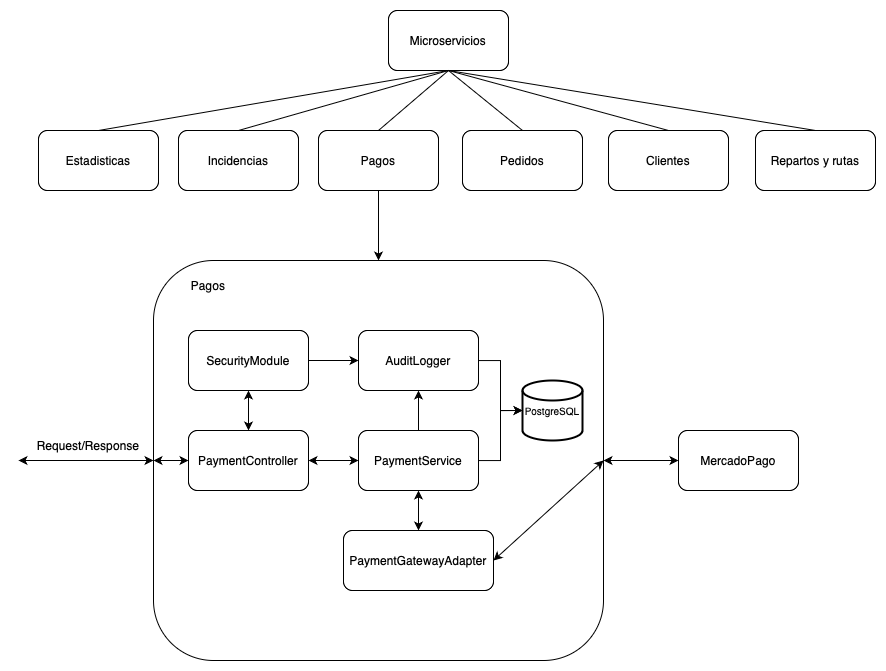 Microservicios
Estadisticas
Incidencias
Pagos
Pedidos
Clientes
Repartos y rutas
Pagos
SecurityModule
AuditLogger
PostgreSQL
Request/Response
PaymentController
PaymentService
MercadoPago
PaymentGatewayAdapter